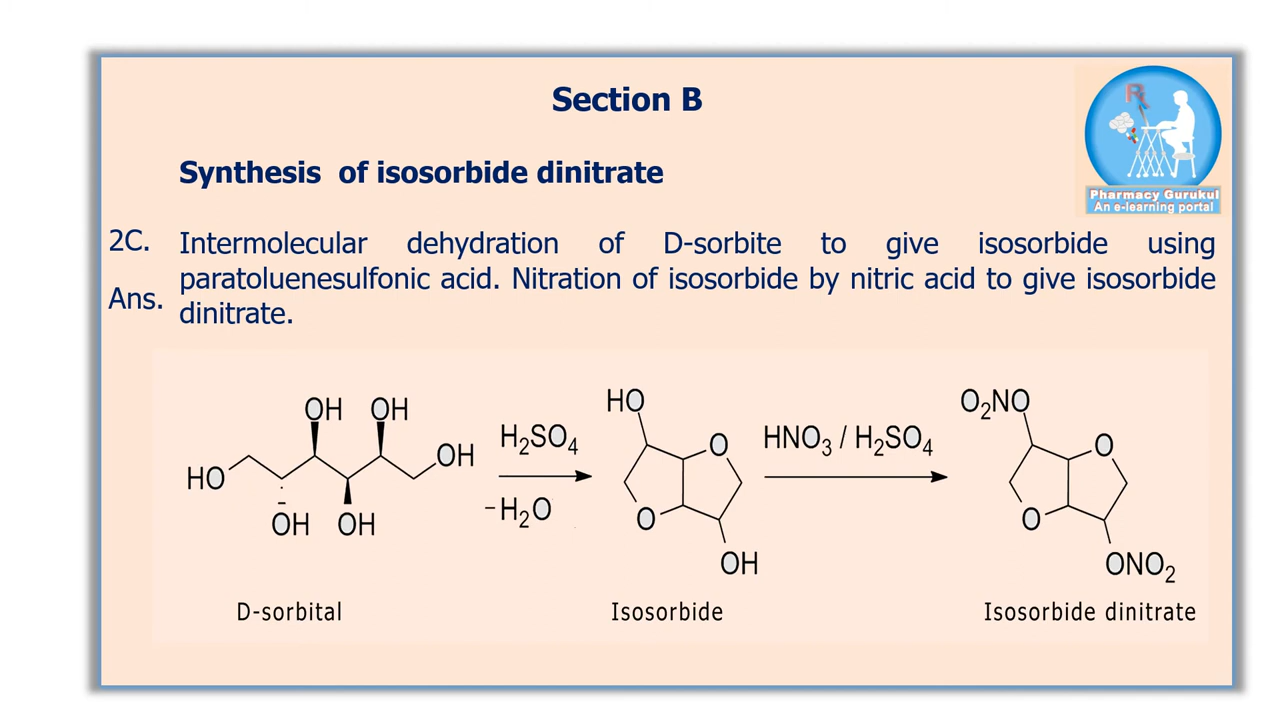 Section B
Synthesis of isosorbide dinitrate
Pharmacy Gurukul
An e-learning portal
2C.
Ans.
Intermolecular dehydration of D-sorbite to give isosorbide using
paratoluenesulfonic acid. Nitration of isosorbide by nitric acid to give isosorbide
dinitrate.
OH OH
HO
OH
OH OH
H₂SO₄
−H₂O
HO
O
O
OH
HNO₃ / H₂SO₄
O₂NO
O
O
ONO₂
D-sorbital
Isosorbide
Isosorbide dinitrate